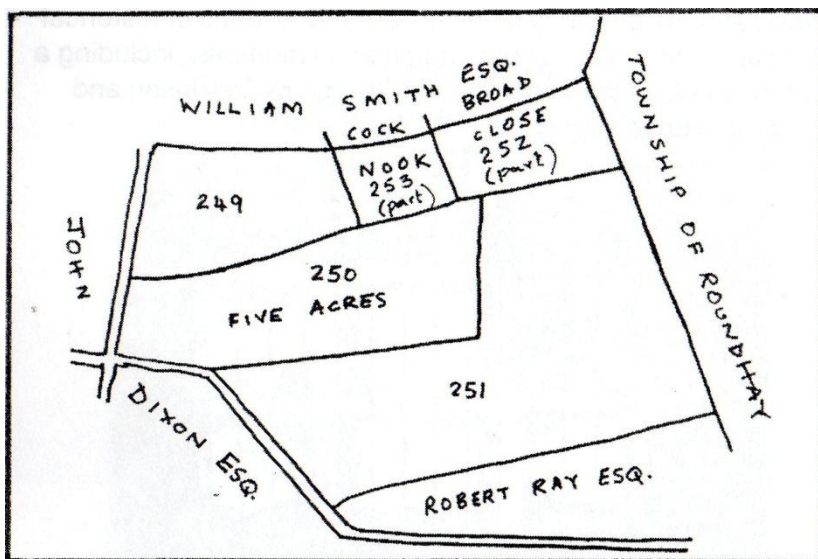 WILLIAM SMITH ESQ.
COCK NOOK
253
(part)
BROAD CLOSE
252
(part)
TOWNSHIP OF ROUNDHAY
249
JOHN DIXON ESQ.
250
FIVE ACRES
251
ROBERT RAY ESQ.